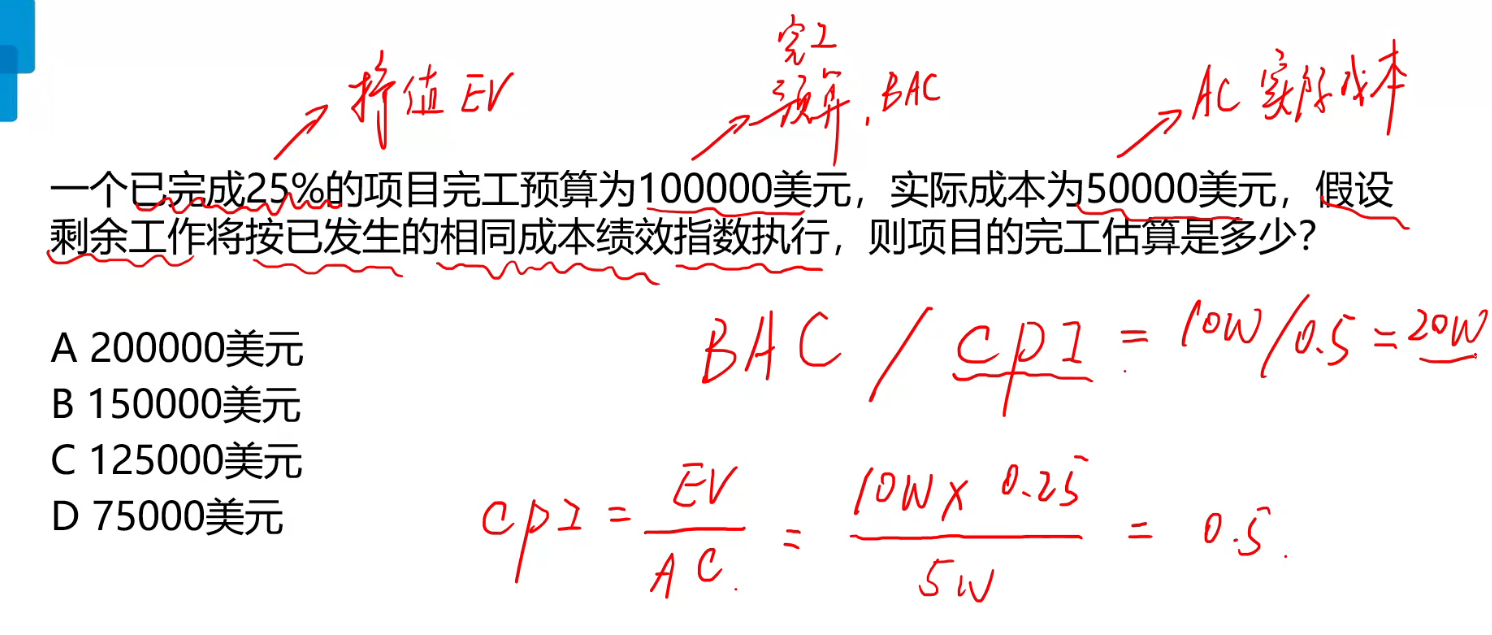 挣值 EV
完工
预算, BAC
AC 实际成本
一个已完成25%的项目完工预算为100000美元，实际成本为50000美元，假设
剩余工作将按已发生的相同成本绩效指数执行，则项目的完工估算是多少？
BAC / CPI = 10W/0.5 = 20W
A 200000美元
B 150000美元
C 125000美元
D 75000美元
CPI = EV / AC = 10W × 0.25 / 5W = 0.5